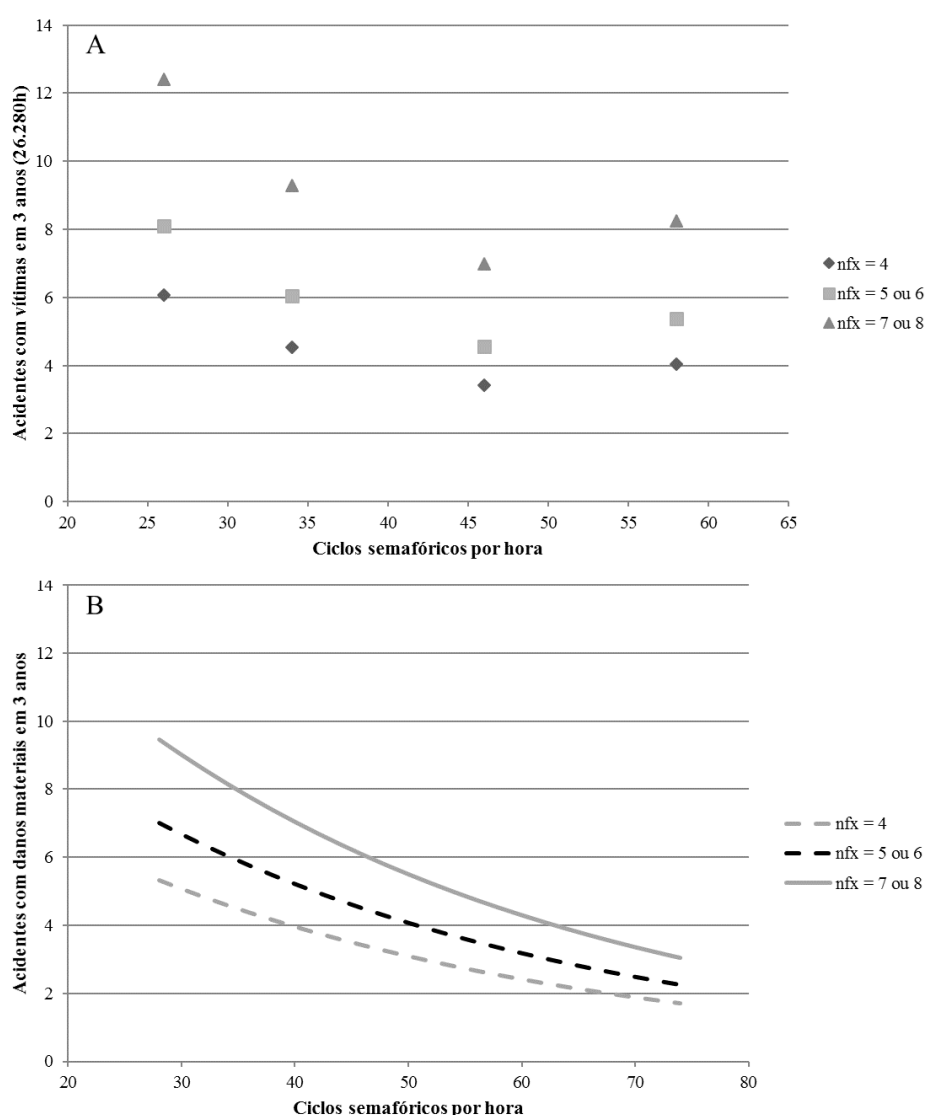 14
A
12
10
8
6
4
2
0
20 25 30 35 40 45 50 55 60 65
Acidentes com vítimas em 3 anos (26.280h)
Ciclos semafóricos por hora
nfx = 4
nfx = 5 ou 6
nfx = 7 ou 8
14
B
12
10
8
6
4
2
0
20 30 40 50 60 70 80
Acidentes com danos materiais em 3 anos
Ciclos semafóricos por hora
nfx = 4
nfx = 5 ou 6
nfx = 7 ou 8